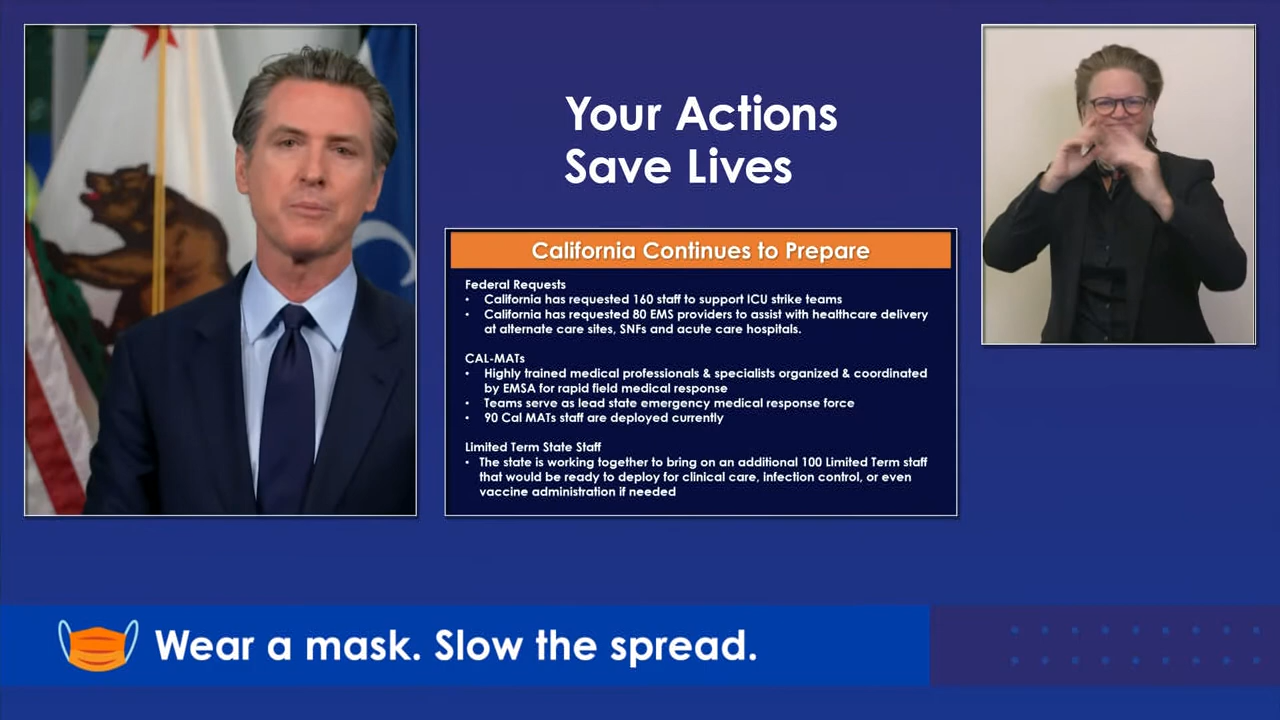 Your Actions
Save Lives
California Continues to Prepare
Federal Requests
• California has requested 160 staff to support ICU strike teams
• California has requested 80 EMS providers to assist with healthcare delivery
at alternate care sites, SNFs and acute care hospitals.
CAL-MATs
• Highly trained medical professionals & specialists organized & coordinated
by EMSA for rapid field medical response
• Teams serve as lead state emergency medical response force
• 90 Cal MATs staff are deployed currently
Limited Term State Staff
• The state is working together to bring on an additional 100 Limited Term staff
that would be ready to deploy for clinical care, infection control, or even
vaccine administration if needed
Wear a mask. Slow the spread.